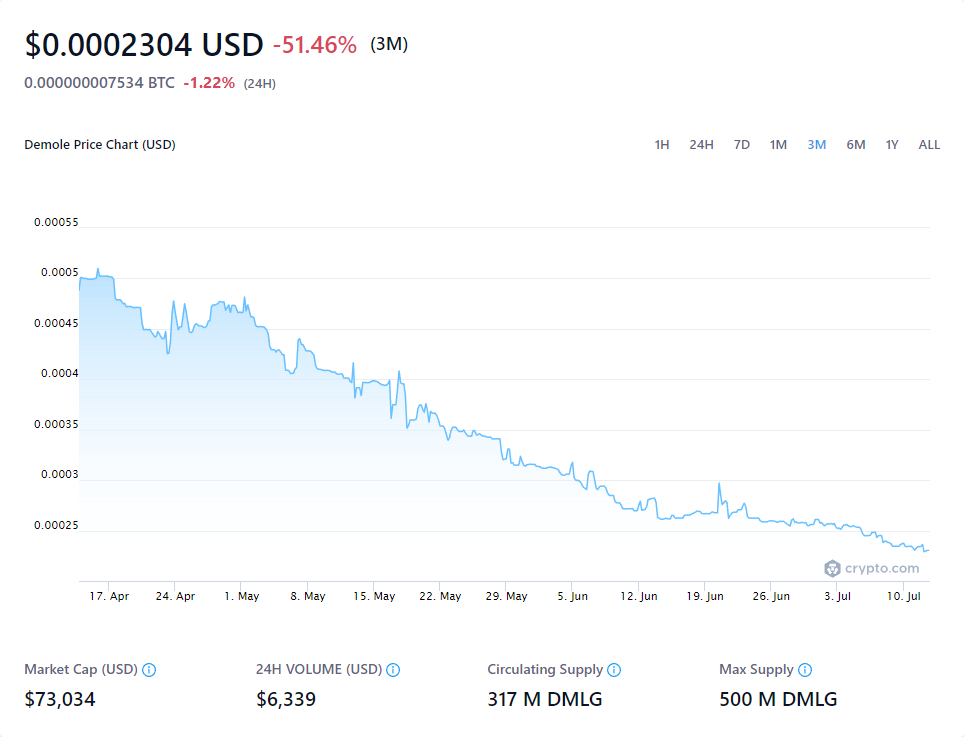 $0.0002304 USD -51.46% (3M)
0.000000007534 BTC -1.22% (24H)
Demole Price Chart (USD) 1H 24H 7D 1M 3M 6M 1Y ALL
0.00055
0.0005
0.00045
0.0004
0.00035
0.0003
0.00025
crypto.com
17. Apr 24. Apr 1. May 8. May 15. May 22. May 29. May 5. Jun 12. Jun 19. Jun 26. Jun 3. Jul 10. Jul
Market Cap (USD) 24H VOLUME (USD) Circulating Supply Max Supply
$73,034 $6,339 317 M DMLG 500 M DMLG